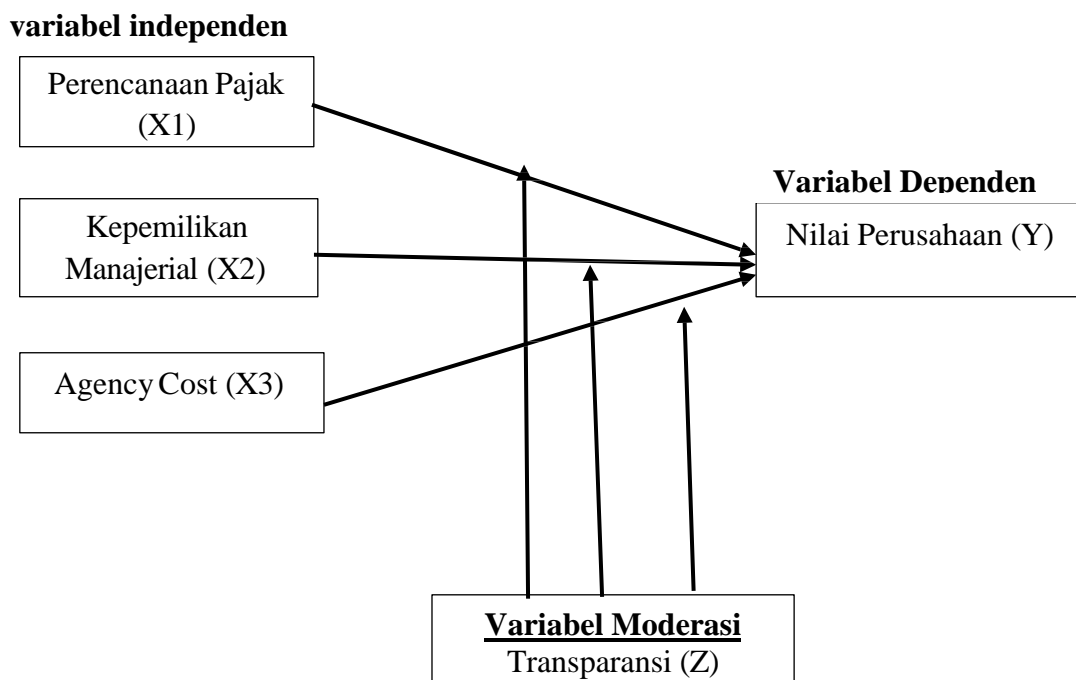 variabel independen
Perencanaan Pajak
(X1)
Variabel Dependen
Kepemilikan
Manajerial (X2)
Nilai Perusahaan (Y)
Agency Cost (X3)
Variabel Moderasi
Transparansi (Z)